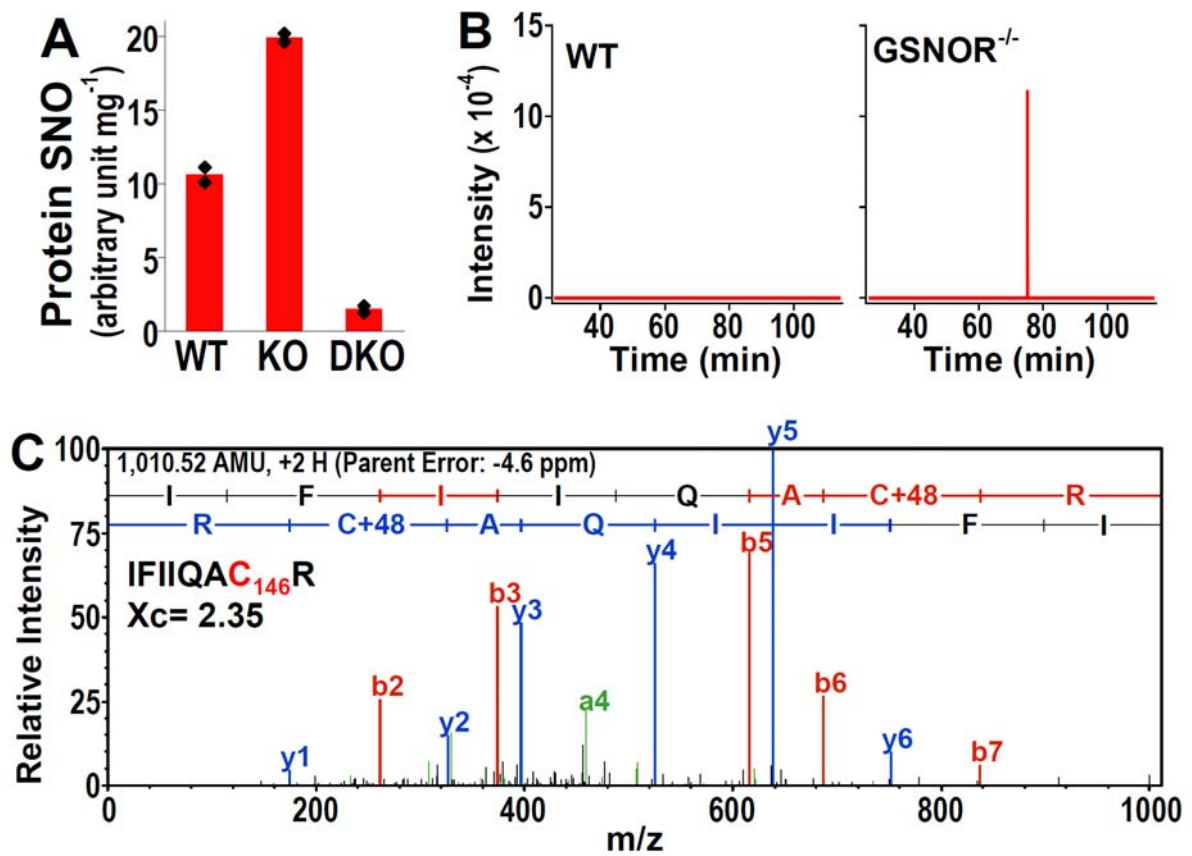 A
Protein SNO
(arbitrary unit mg-1)
20
15
10
5
0
WT KO DKO
B
Intensity (x 10-4)
15
10
5
0
WT
40 60 80 100
Time (min)
GSNOR-/-
40 60 80 100
Time (min)
C
Relative Intensity
100
75
50
25
0
1,010.52 AMU, +2 H (Parent Error: -4.6 ppm)
I F I I Q A C+48 R
R C+48 A Q I I F I
IFIIQAC146R
Xc= 2.35
y1
b2
y2
b3
y3
a4
y4
b5
y5
b6
y6
b7
0 200 400 600 800 1000
m/z